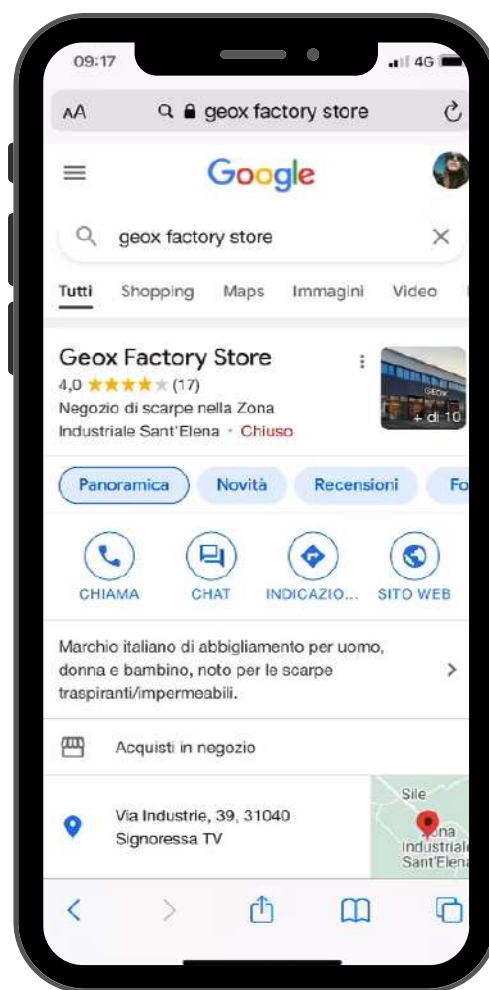 09:17
4G
AA geox factory store
Google
geox factory store
Tutti Shopping Maps Immagini Video
Geox Factory Store
4,0 (17)
Negozio di scarpe nella Zona
Industriale Sant'Elena · Chiuso
GEOX
+ di 10
Panoramica Novità Recensioni Fo
CHIAMA CHAT INDICAZIO... SITO WEB
Marchio italiano di abbigliamento per uomo,
donna e bambino, noto per le scarpe
traspiranti/impermeabili.
Acquisti in negozio
Via Industrie, 39, 31040
Signoressa TV
Sile
Zona
Industriale
Sant'Elena